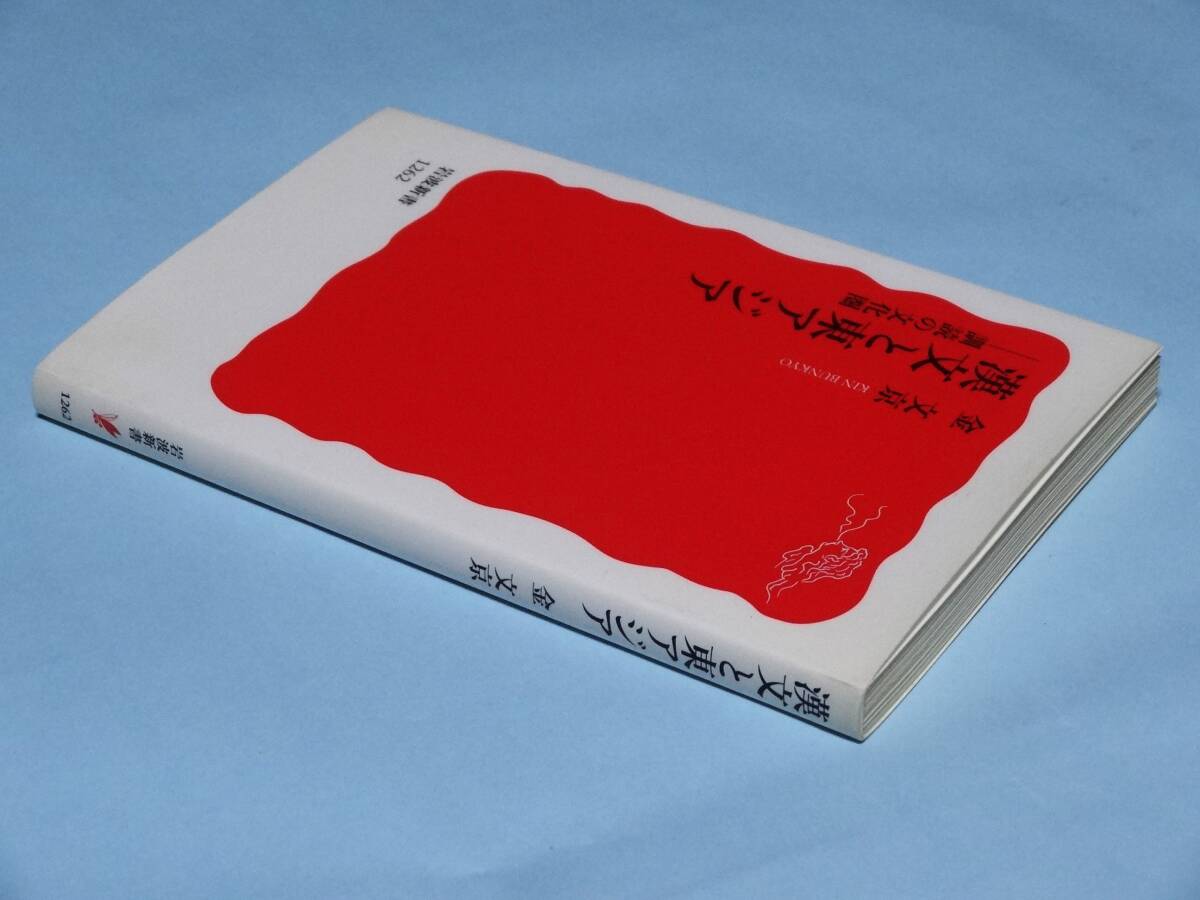 漢文と東アジア
──訓読の文化圏
金 文京
KIN BUNKYO
岩波新書
1262
漢文と東アジア 金 文京
岩波新書
1262